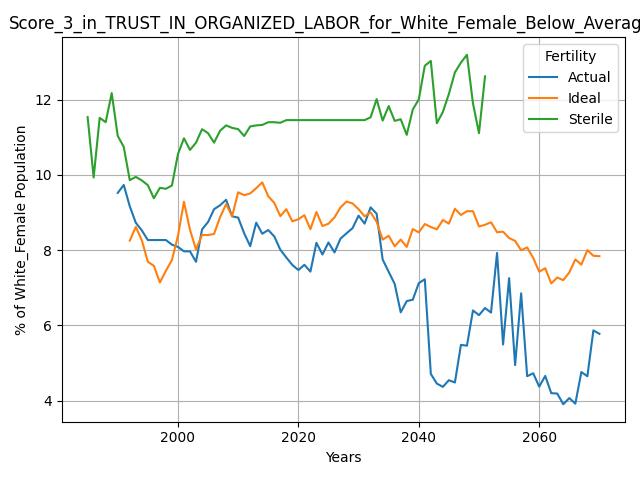 Score_3_in_TRUST_IN_ORGANIZED_LABOR_for_White_Female_Below_Averag
Fertility
Actual
Ideal
Sterile
% of White_Female Population
12
10
8
6
4
2000 2020 2040 2060
Years